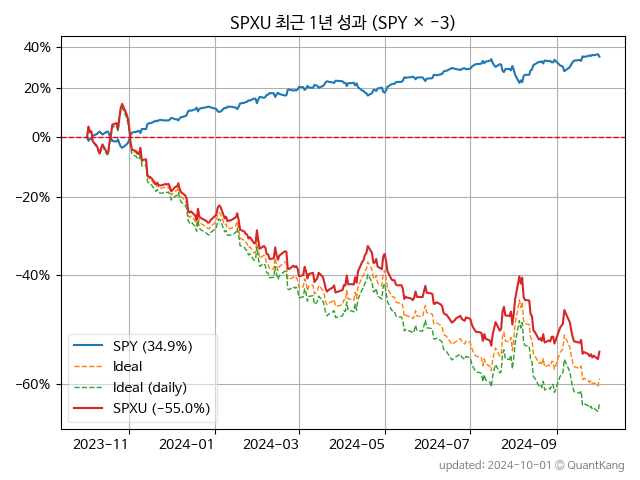 SPXU 최근 1년 성과 (SPY × −3)
40%
20%
0%
−20%
−40%
−60%
SPY (34.9%)
Ideal
Ideal (daily)
SPXU (−55.0%)
2023-11
2024-01
2024-03
2024-05
2024-07
2024-09
updated: 2024-10-01 © QuantKang